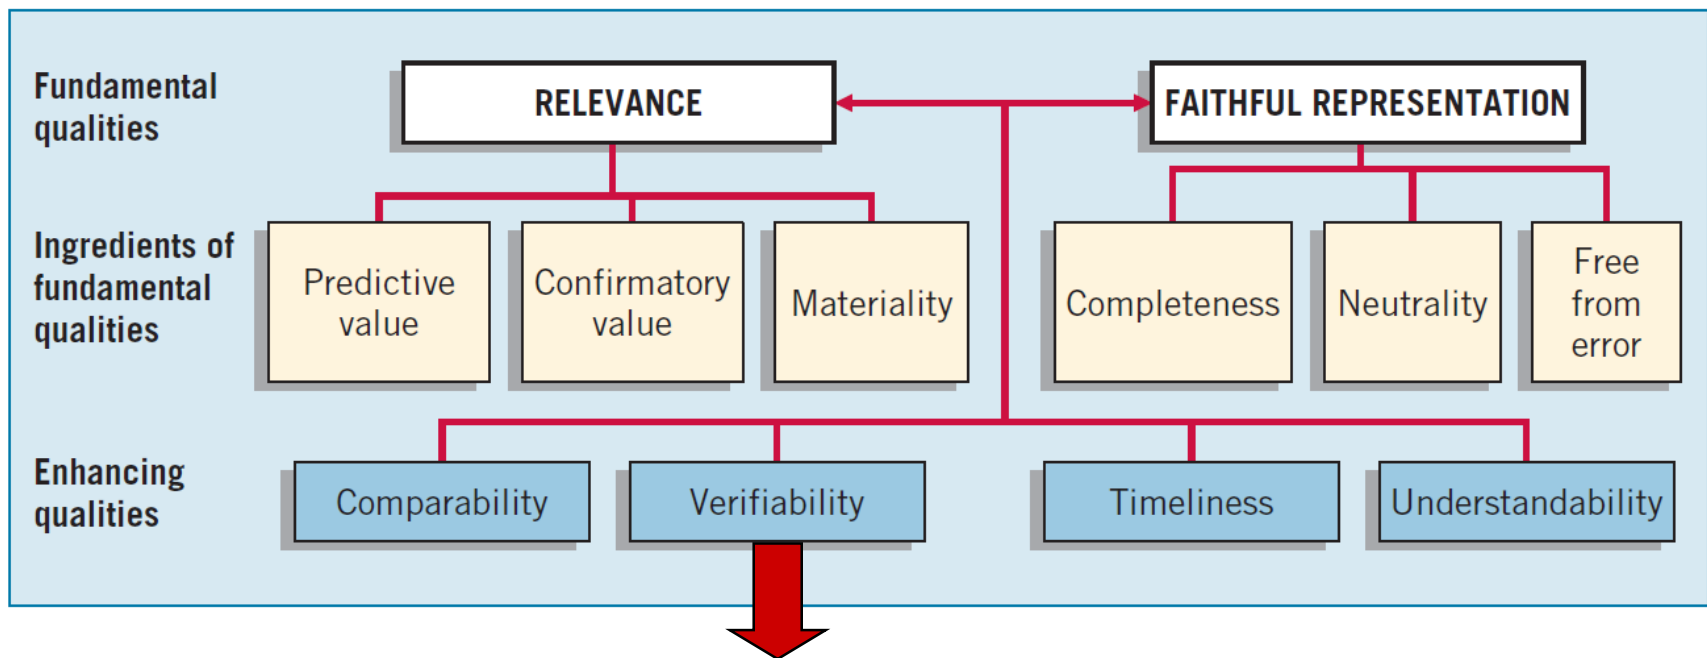 Fundamental
qualities
RELEVANCE
FAITHFUL REPRESENTATION
Ingredients of
fundamental
qualities
Predictive
value
Confirmatory
value
Materiality
Completeness
Neutrality
Free
from
error
Enhancing
qualities
Comparability
Verifiability
Timeliness
Understandability